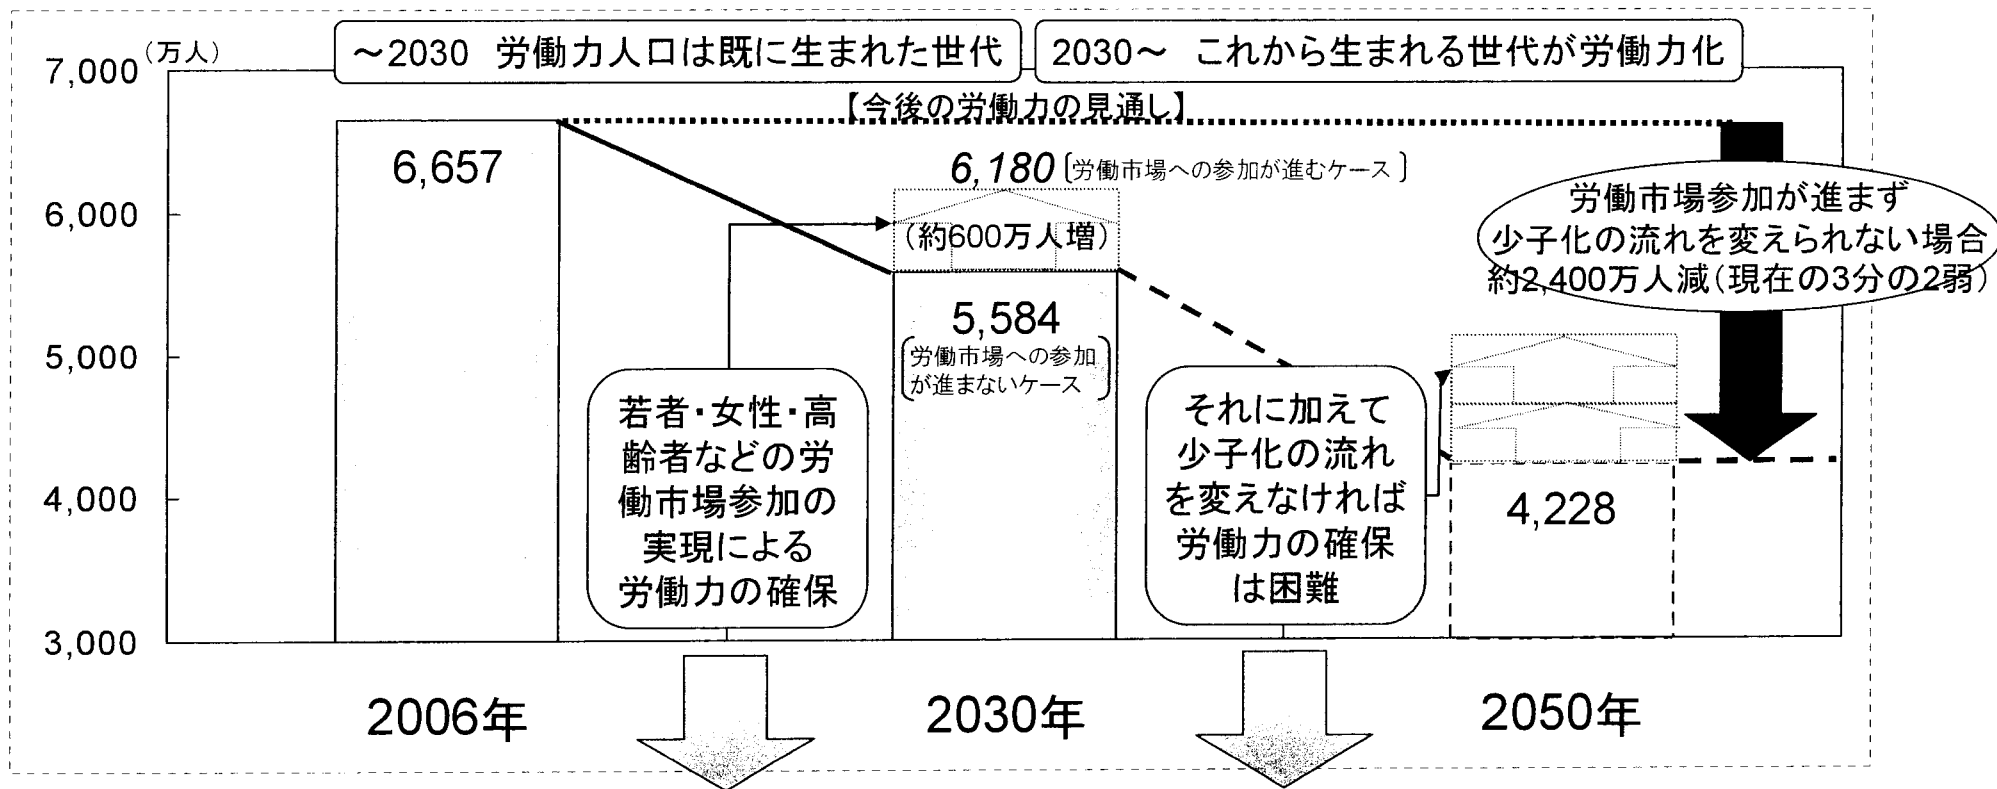 （万人）
～2030 労働力人口は既に生まれた世代
2030～ これから生まれる世代が労働力化
【今後の労働力の見通し】
7,000
6,000
5,000
4,000
3,000
6,657
6,180〔労働市場への参加が進むケース〕
（約600万人増）
5,584
労働市場への参加
が進まないケース
若者・女性・高
齢者などの労
働市場参加の
実現による
労働力の確保
それに加えて
少子化の流れ
を変えなければ
労働力の確保
は困難
労働市場参加が進まず
少子化の流れを変えられない場合
約2,400万人減（現在の3分の2弱）
4,228
2006年
2030年
2050年